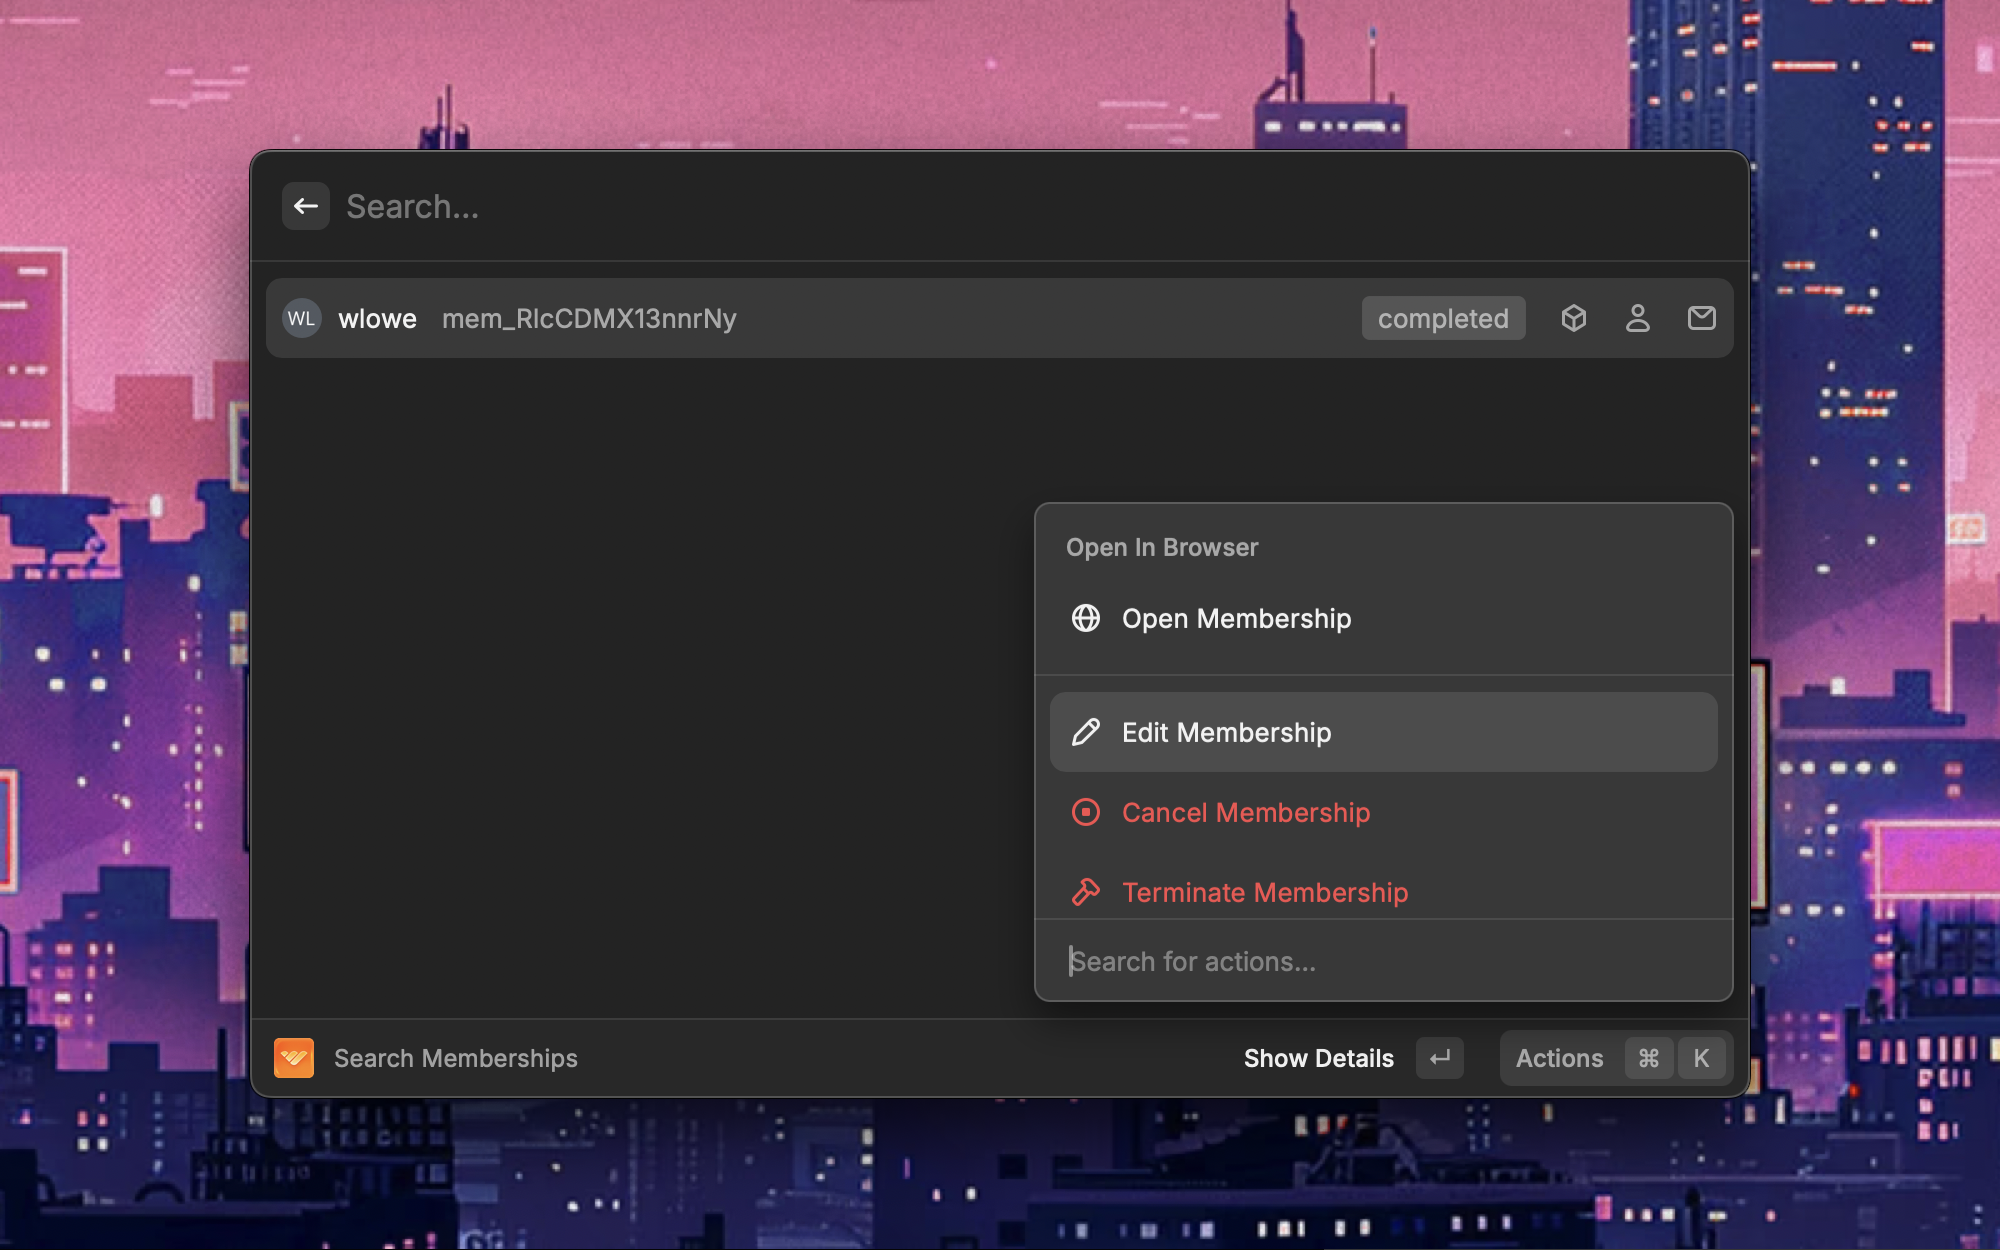 Search...
WL wlowe mem_RlcCDMX13nnrNy completed
Open In Browser
Open Membership
Edit Membership
Cancel Membership
Terminate Membership
Search for actions...
Search Memberships Show Details Actions ⌘ K